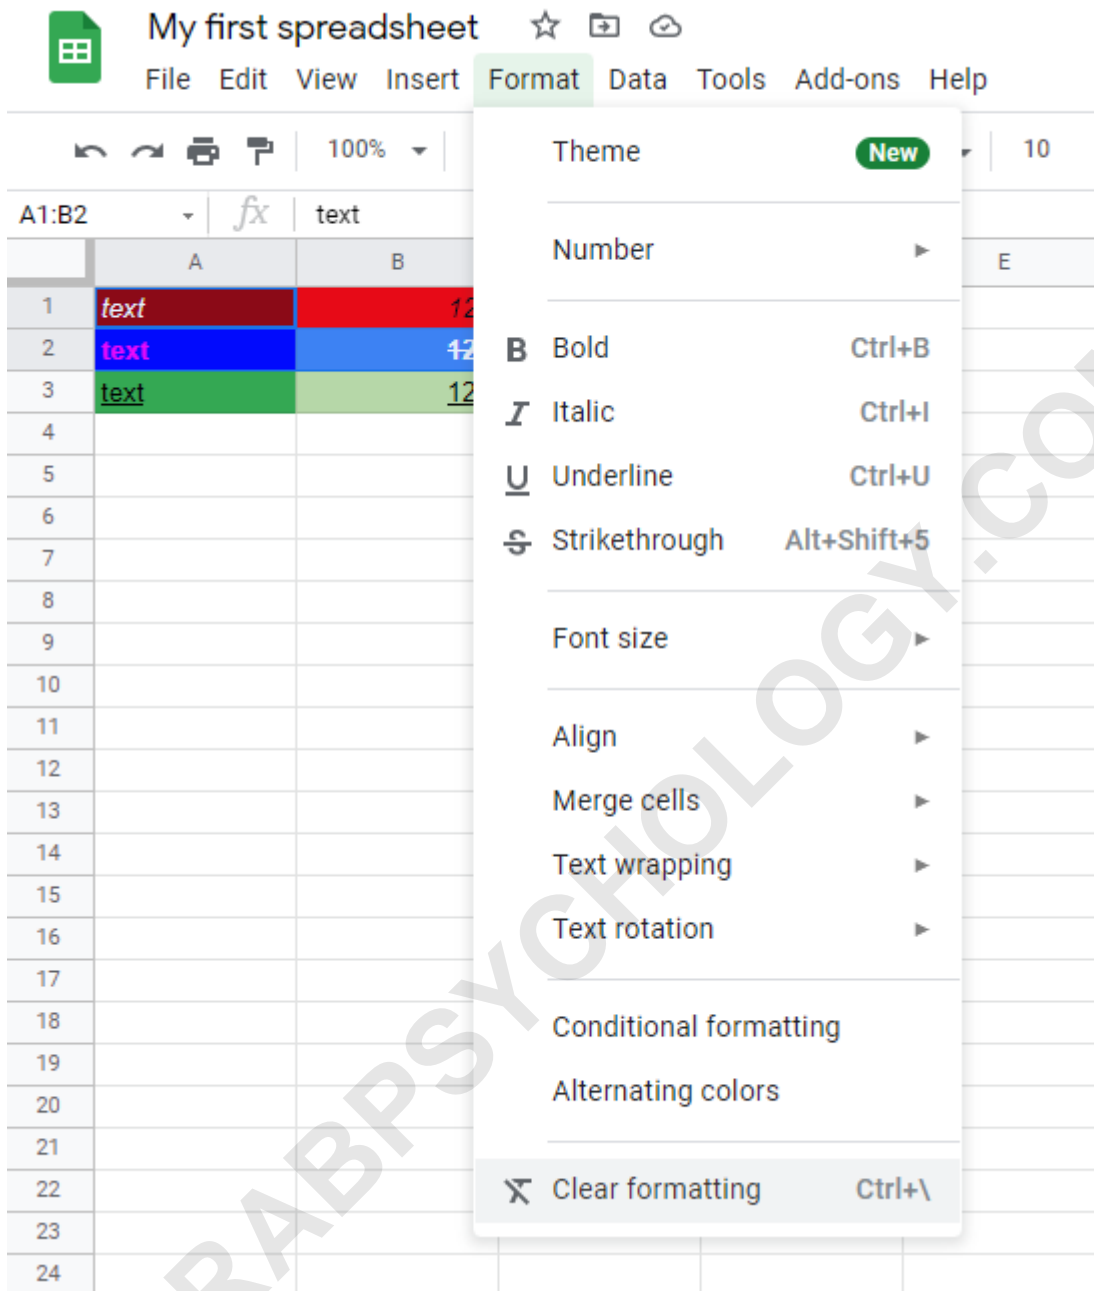 My first spreadsheet
File Edit View Insert Format Data Tools Add-ons Help
100% 10
Theme New
A1:B2 fx text
Number
A B E
1 text 12
2 text 12
3 text 12
4
5
6
7
8
9
10
11
12
13
14
15
16
17
18
19
20
21
22
23
24
B Bold Ctrl+B
I Italic Ctrl+I
U Underline Ctrl+U
S Strikethrough Alt+Shift+5
Font size
Align
Merge cells
Text wrapping
Text rotation
Conditional formatting
Alternating colors
Clear formatting Ctrl+\
RABPSYCHOLOGY.CO